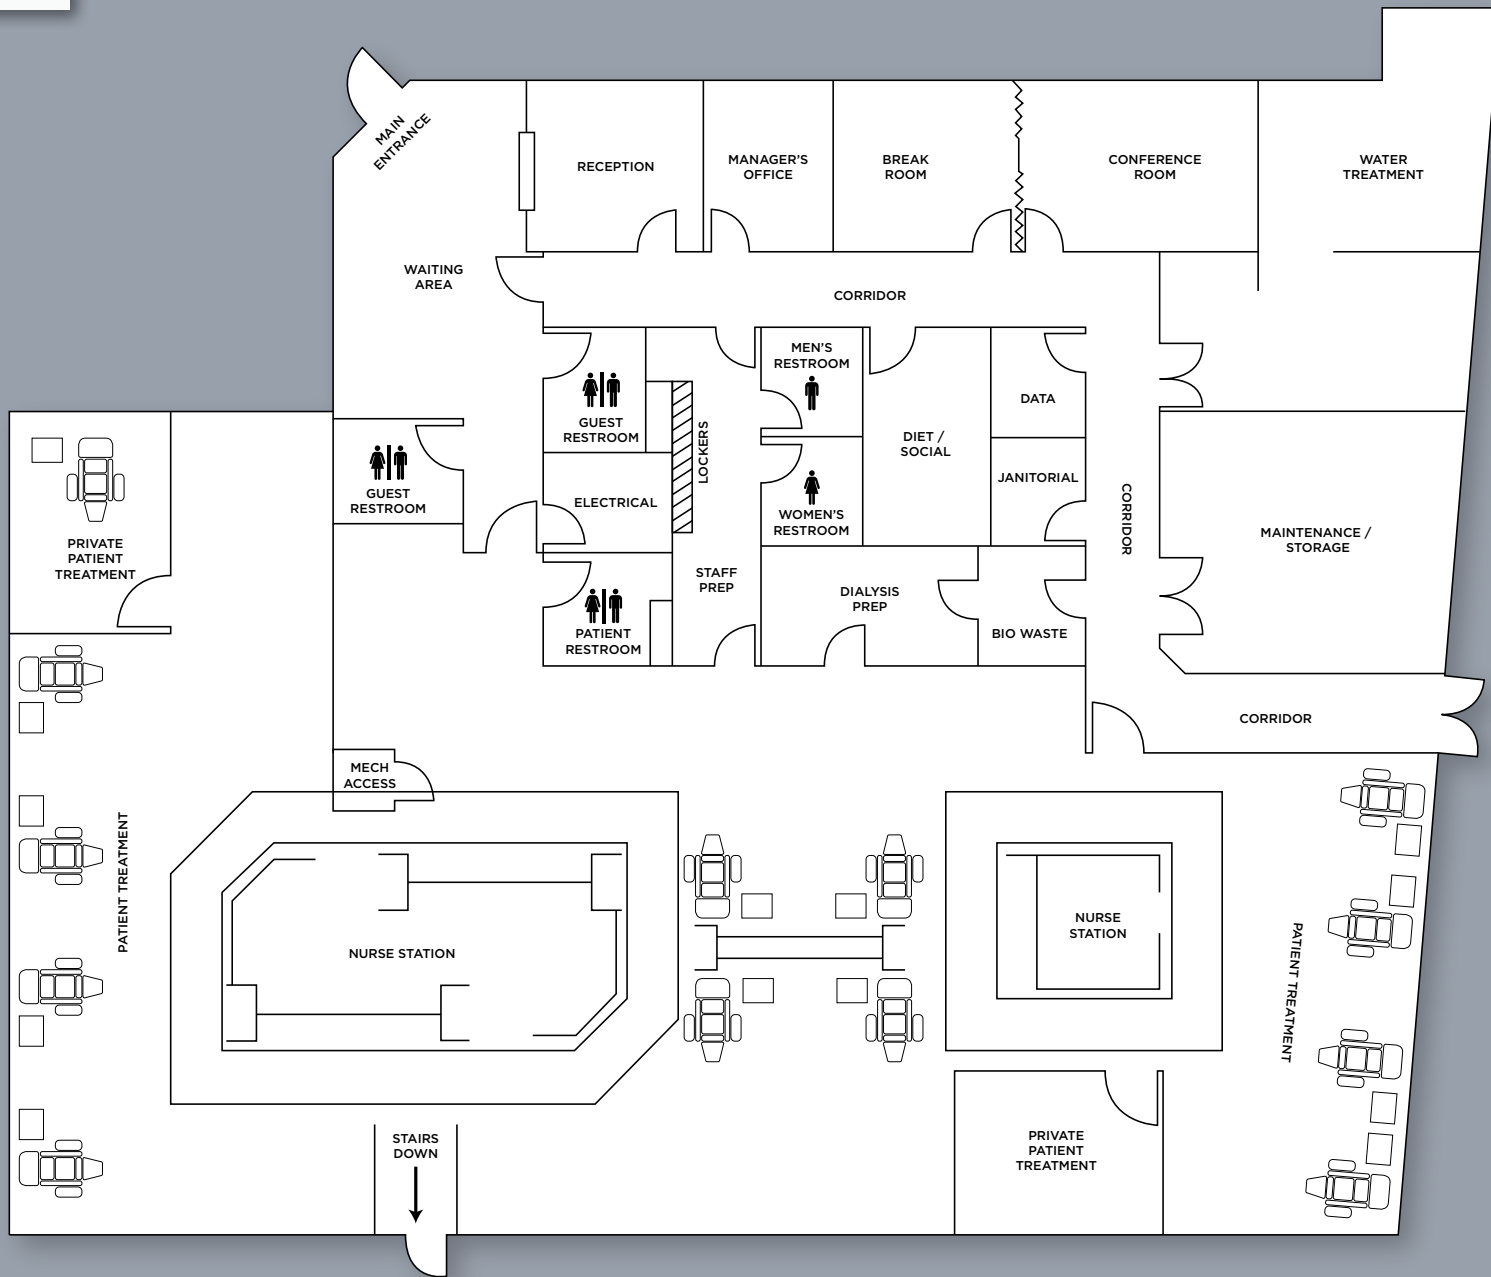 MAIN
ENTRANCE
RECEPTION
MANAGER'S
OFFICE
BREAK
ROOM
CONFERENCE
ROOM
WATER
TREATMENT
WAITING
AREA
CORRIDOR
GUEST
RESTROOM
LOCKERS
MEN'S
RESTROOM
DIET /
SOCIAL
DATA
JANITORIAL
GUEST
RESTROOM
ELECTRICAL
WOMEN'S
RESTROOM
CORRIDOR
MAINTENANCE /
STORAGE
PRIVATE
PATIENT
TREATMENT
STAFF
PREP
DIALYSIS
PREP
PATIENT
RESTROOM
BIO WASTE
CORRIDOR
MECH
ACCESS
PATIENT TREATMENT
NURSE STATION
NURSE
STATION
PATIENT TREATMENT
STAIRS
DOWN
PRIVATE
PATIENT
TREATMENT